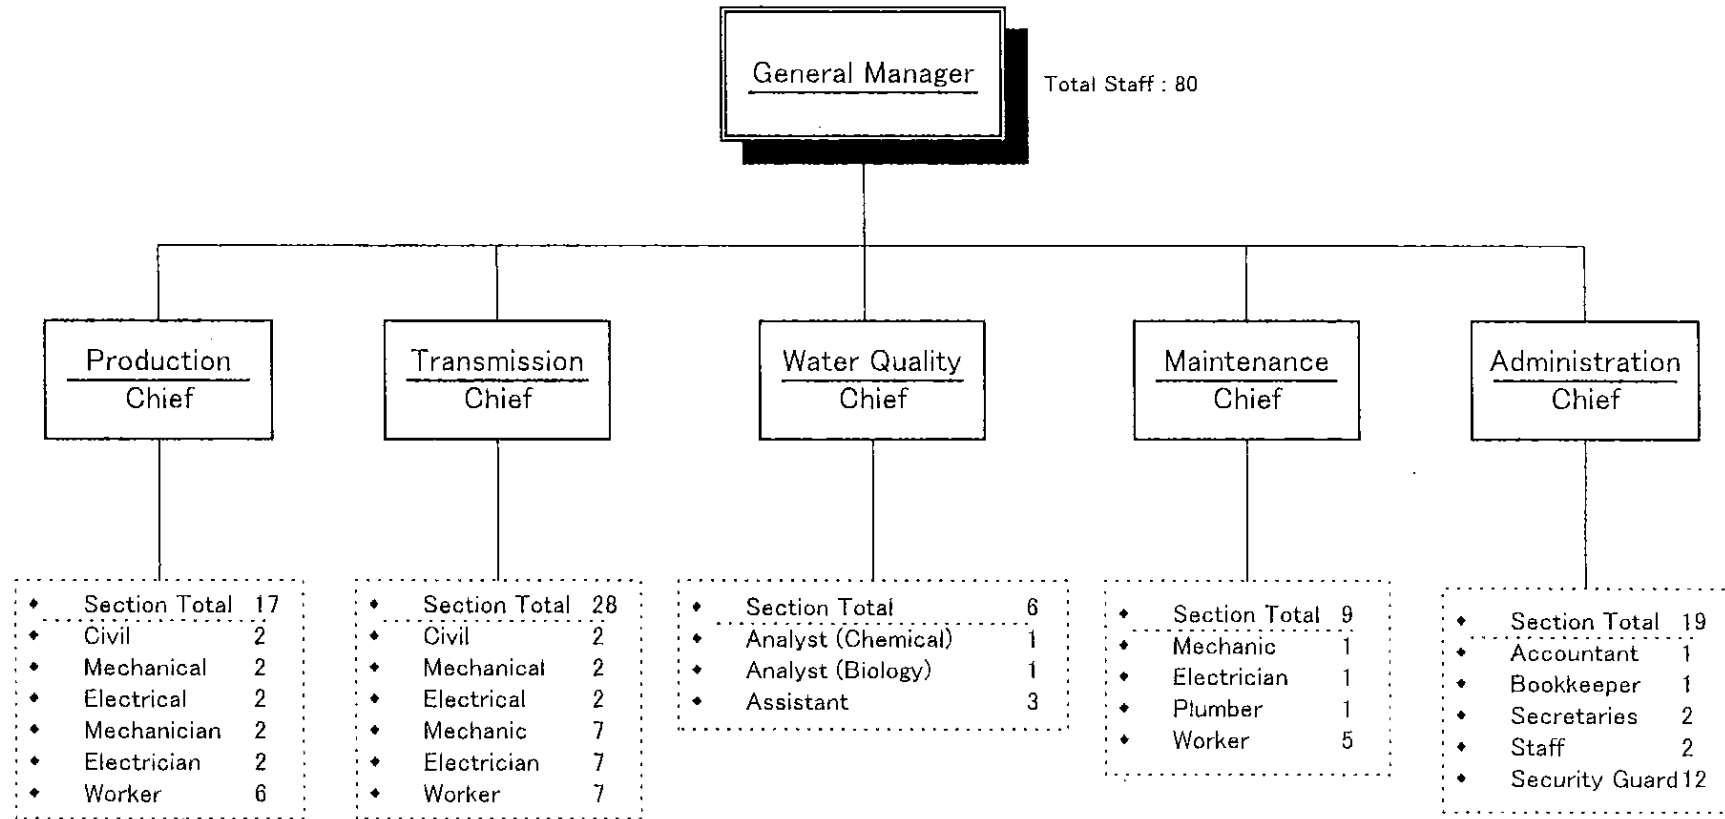 General Manager
Total Staff : 80
Production
Chief
Transmission
Chief
Water Quality
Chief
Maintenance
Chief
Administration
Chief
◆ Section Total 17
◆ Civil 2
◆ Mechanical 2
◆ Electrical 2
◆ Mechanician 2
◆ Electrician 2
◆ Worker 6
◆ Section Total 28
◆ Civil 2
◆ Mechanical 2
◆ Electrical 2
◆ Mechanic 7
◆ Electrician 7
◆ Worker 7
◆ Section Total 6
◆ Analyst (Chemical) 1
◆ Analyst (Biology) 1
◆ Assistant 3
◆ Section Total 9
◆ Mechanic 1
◆ Electrician 1
◆ Plumber 1
◆ Worker 5
◆ Section Total 19
◆ Accountant 1
◆ Bookkeeper 1
◆ Secretaries 2
◆ Staff 2
◆ Security Guard 12